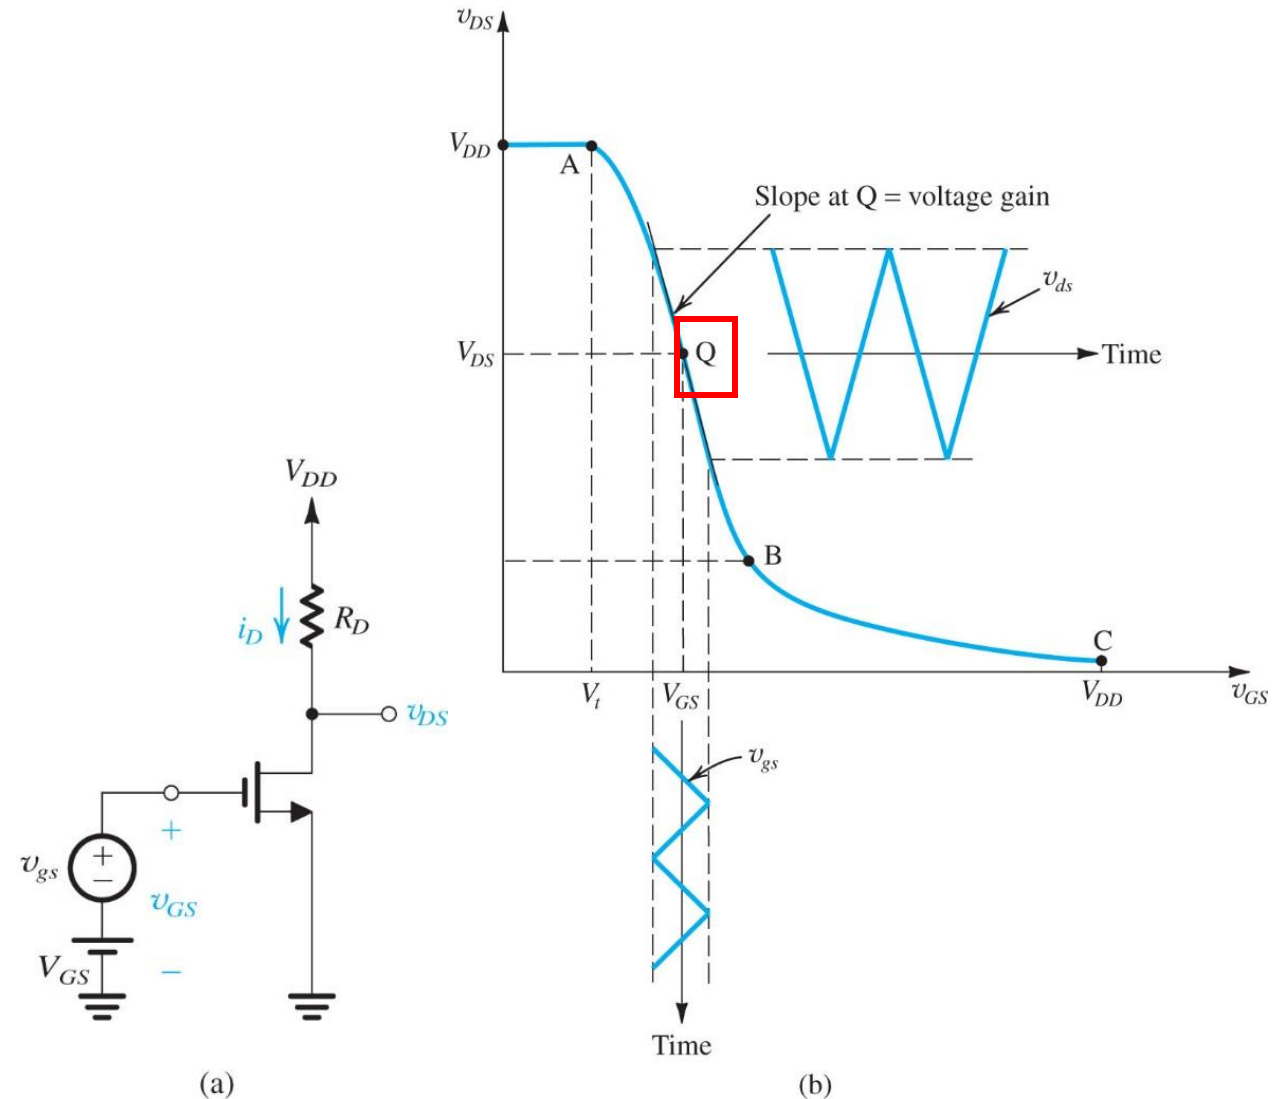 v_DS
V_DD
A
Slope at Q = voltage gain
v_ds
V_DS
Q
Time
B
C
V_t
V_GS
V_DD
v_GS
v_gs
Time
(b)
V_DD
i_D
R_D
v_DS
+
+
−
v_gs
v_GS
V_GS
−
(a)